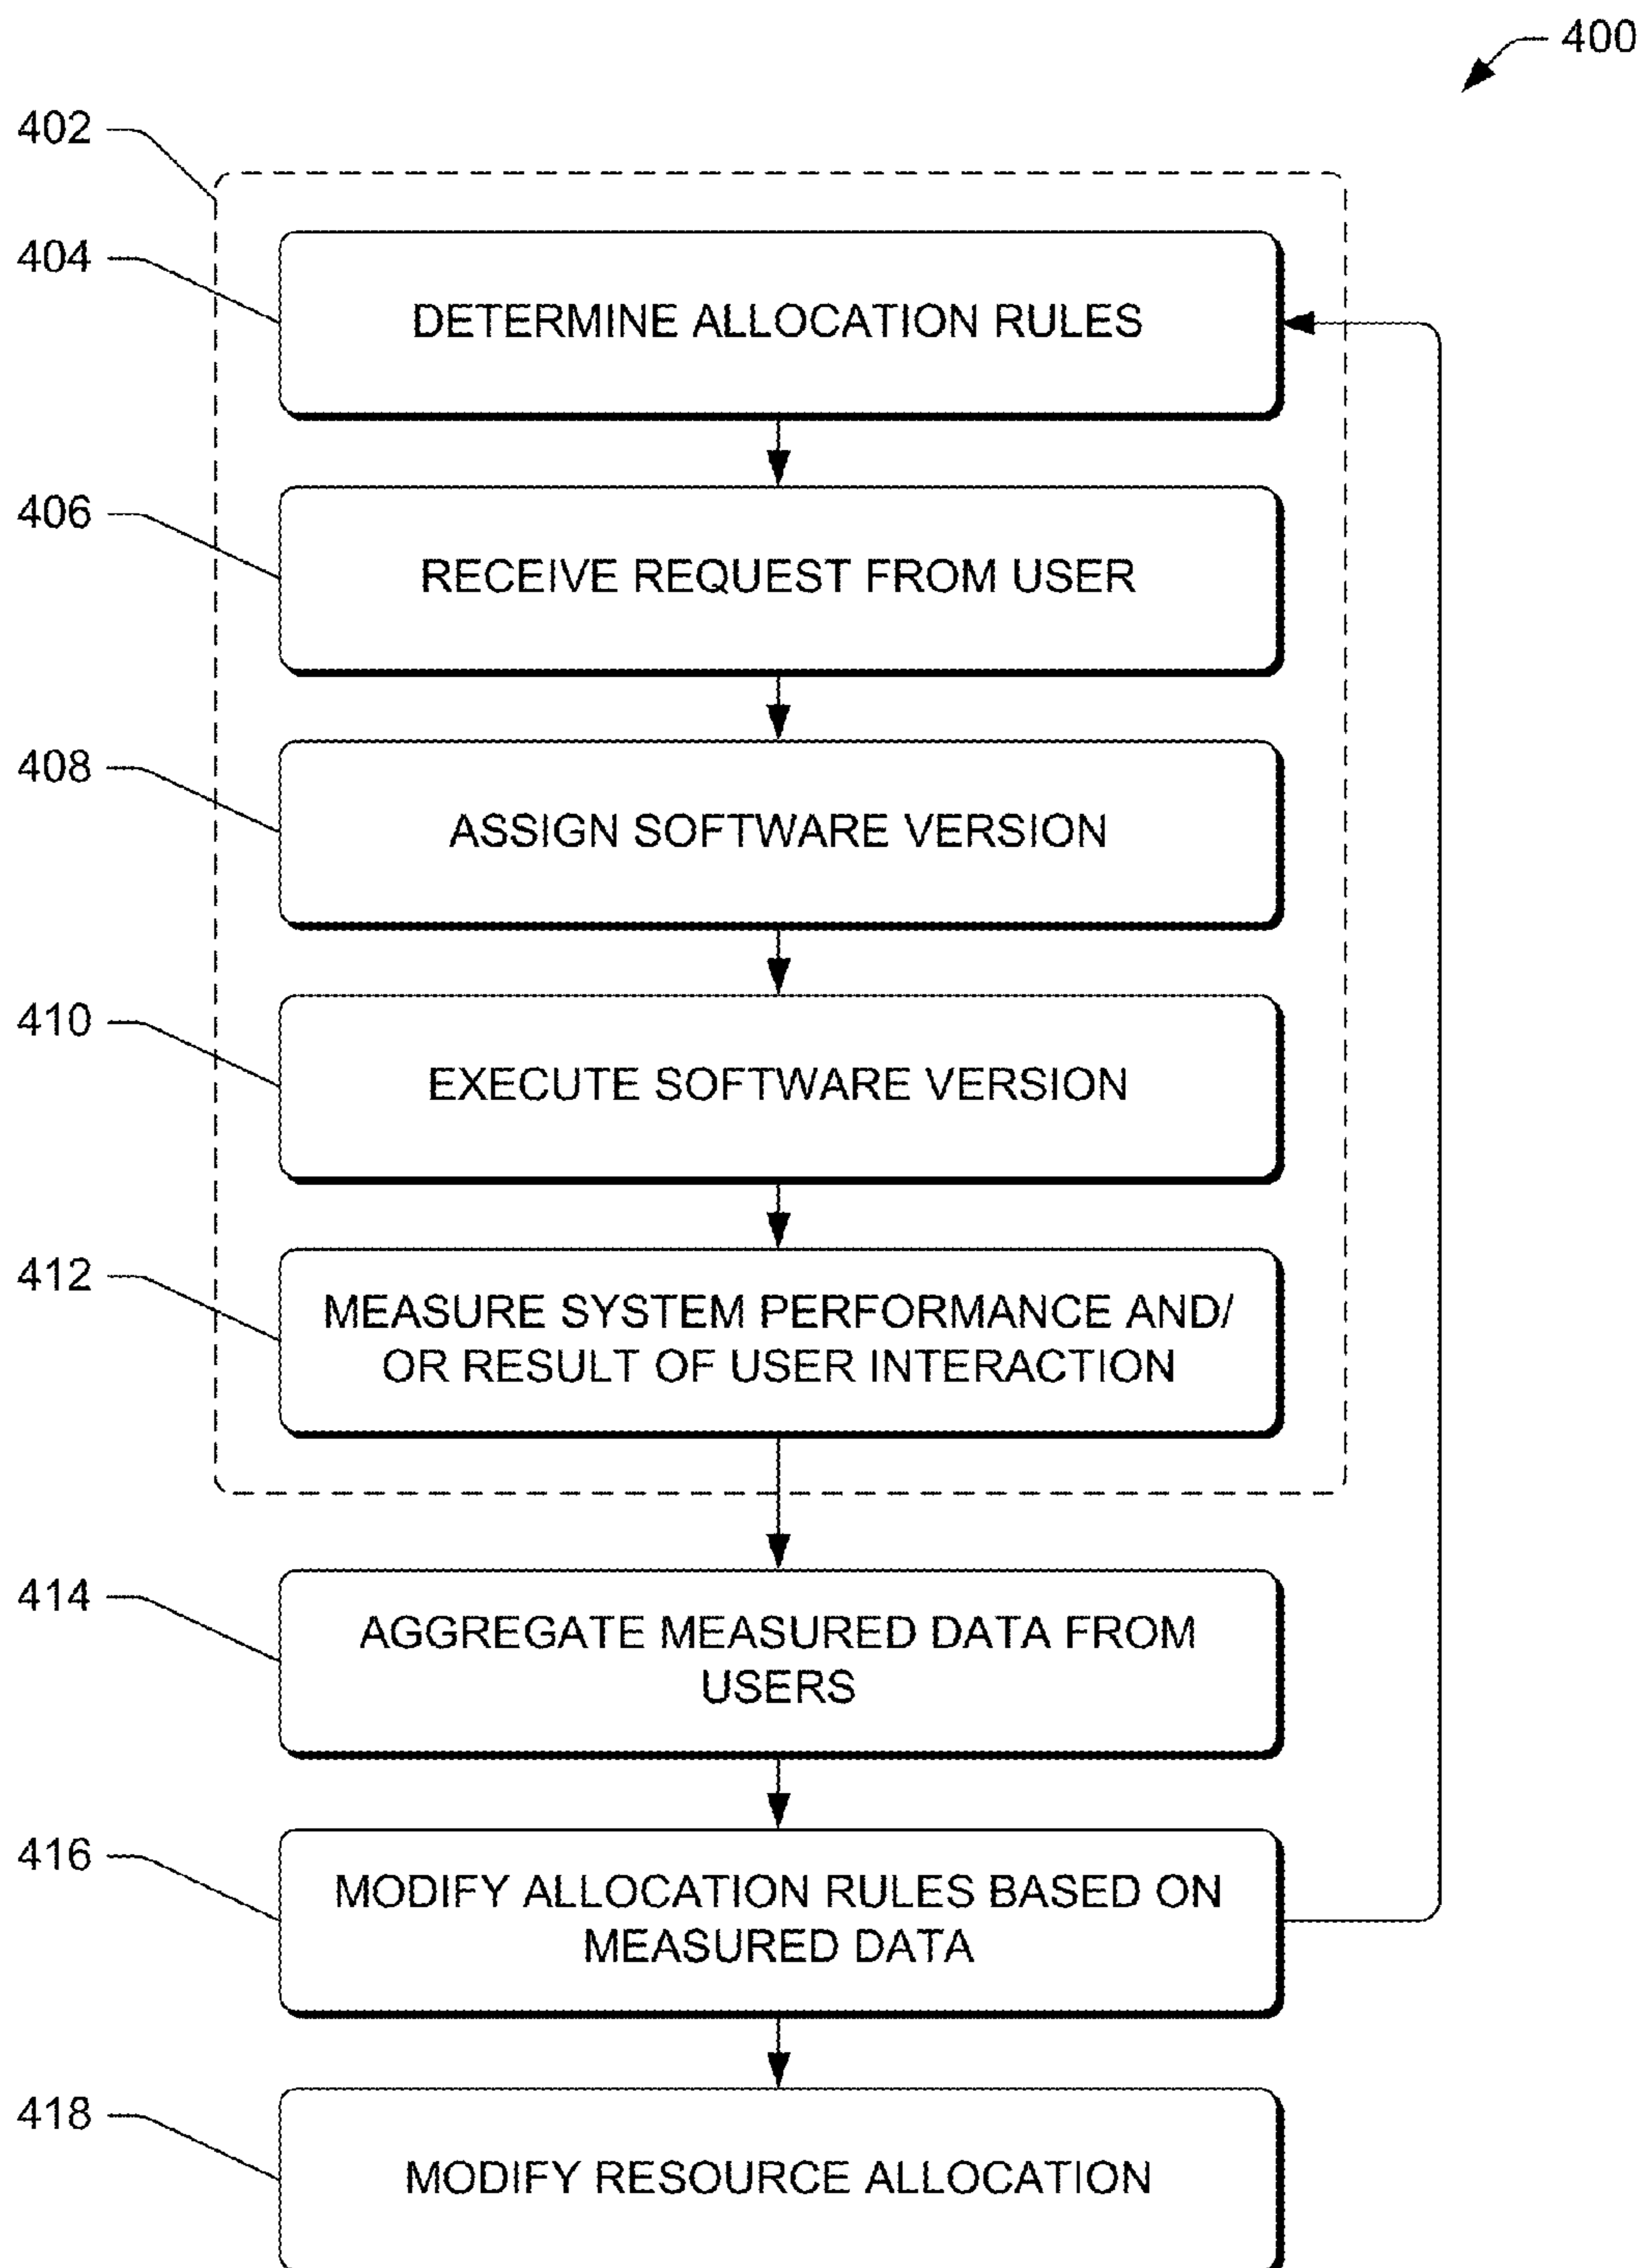 400
402
404
DETERMINE ALLOCATION RULES
406
RECEIVE REQUEST FROM USER
408
ASSIGN SOFTWARE VERSION
410
EXECUTE SOFTWARE VERSION
412
MEASURE SYSTEM PERFORMANCE AND/
OR RESULT OF USER INTERACTION
414
AGGREGATE MEASURED DATA FROM
USERS
416
MODIFY ALLOCATION RULES BASED ON
MEASURED DATA
418
MODIFY RESOURCE ALLOCATION